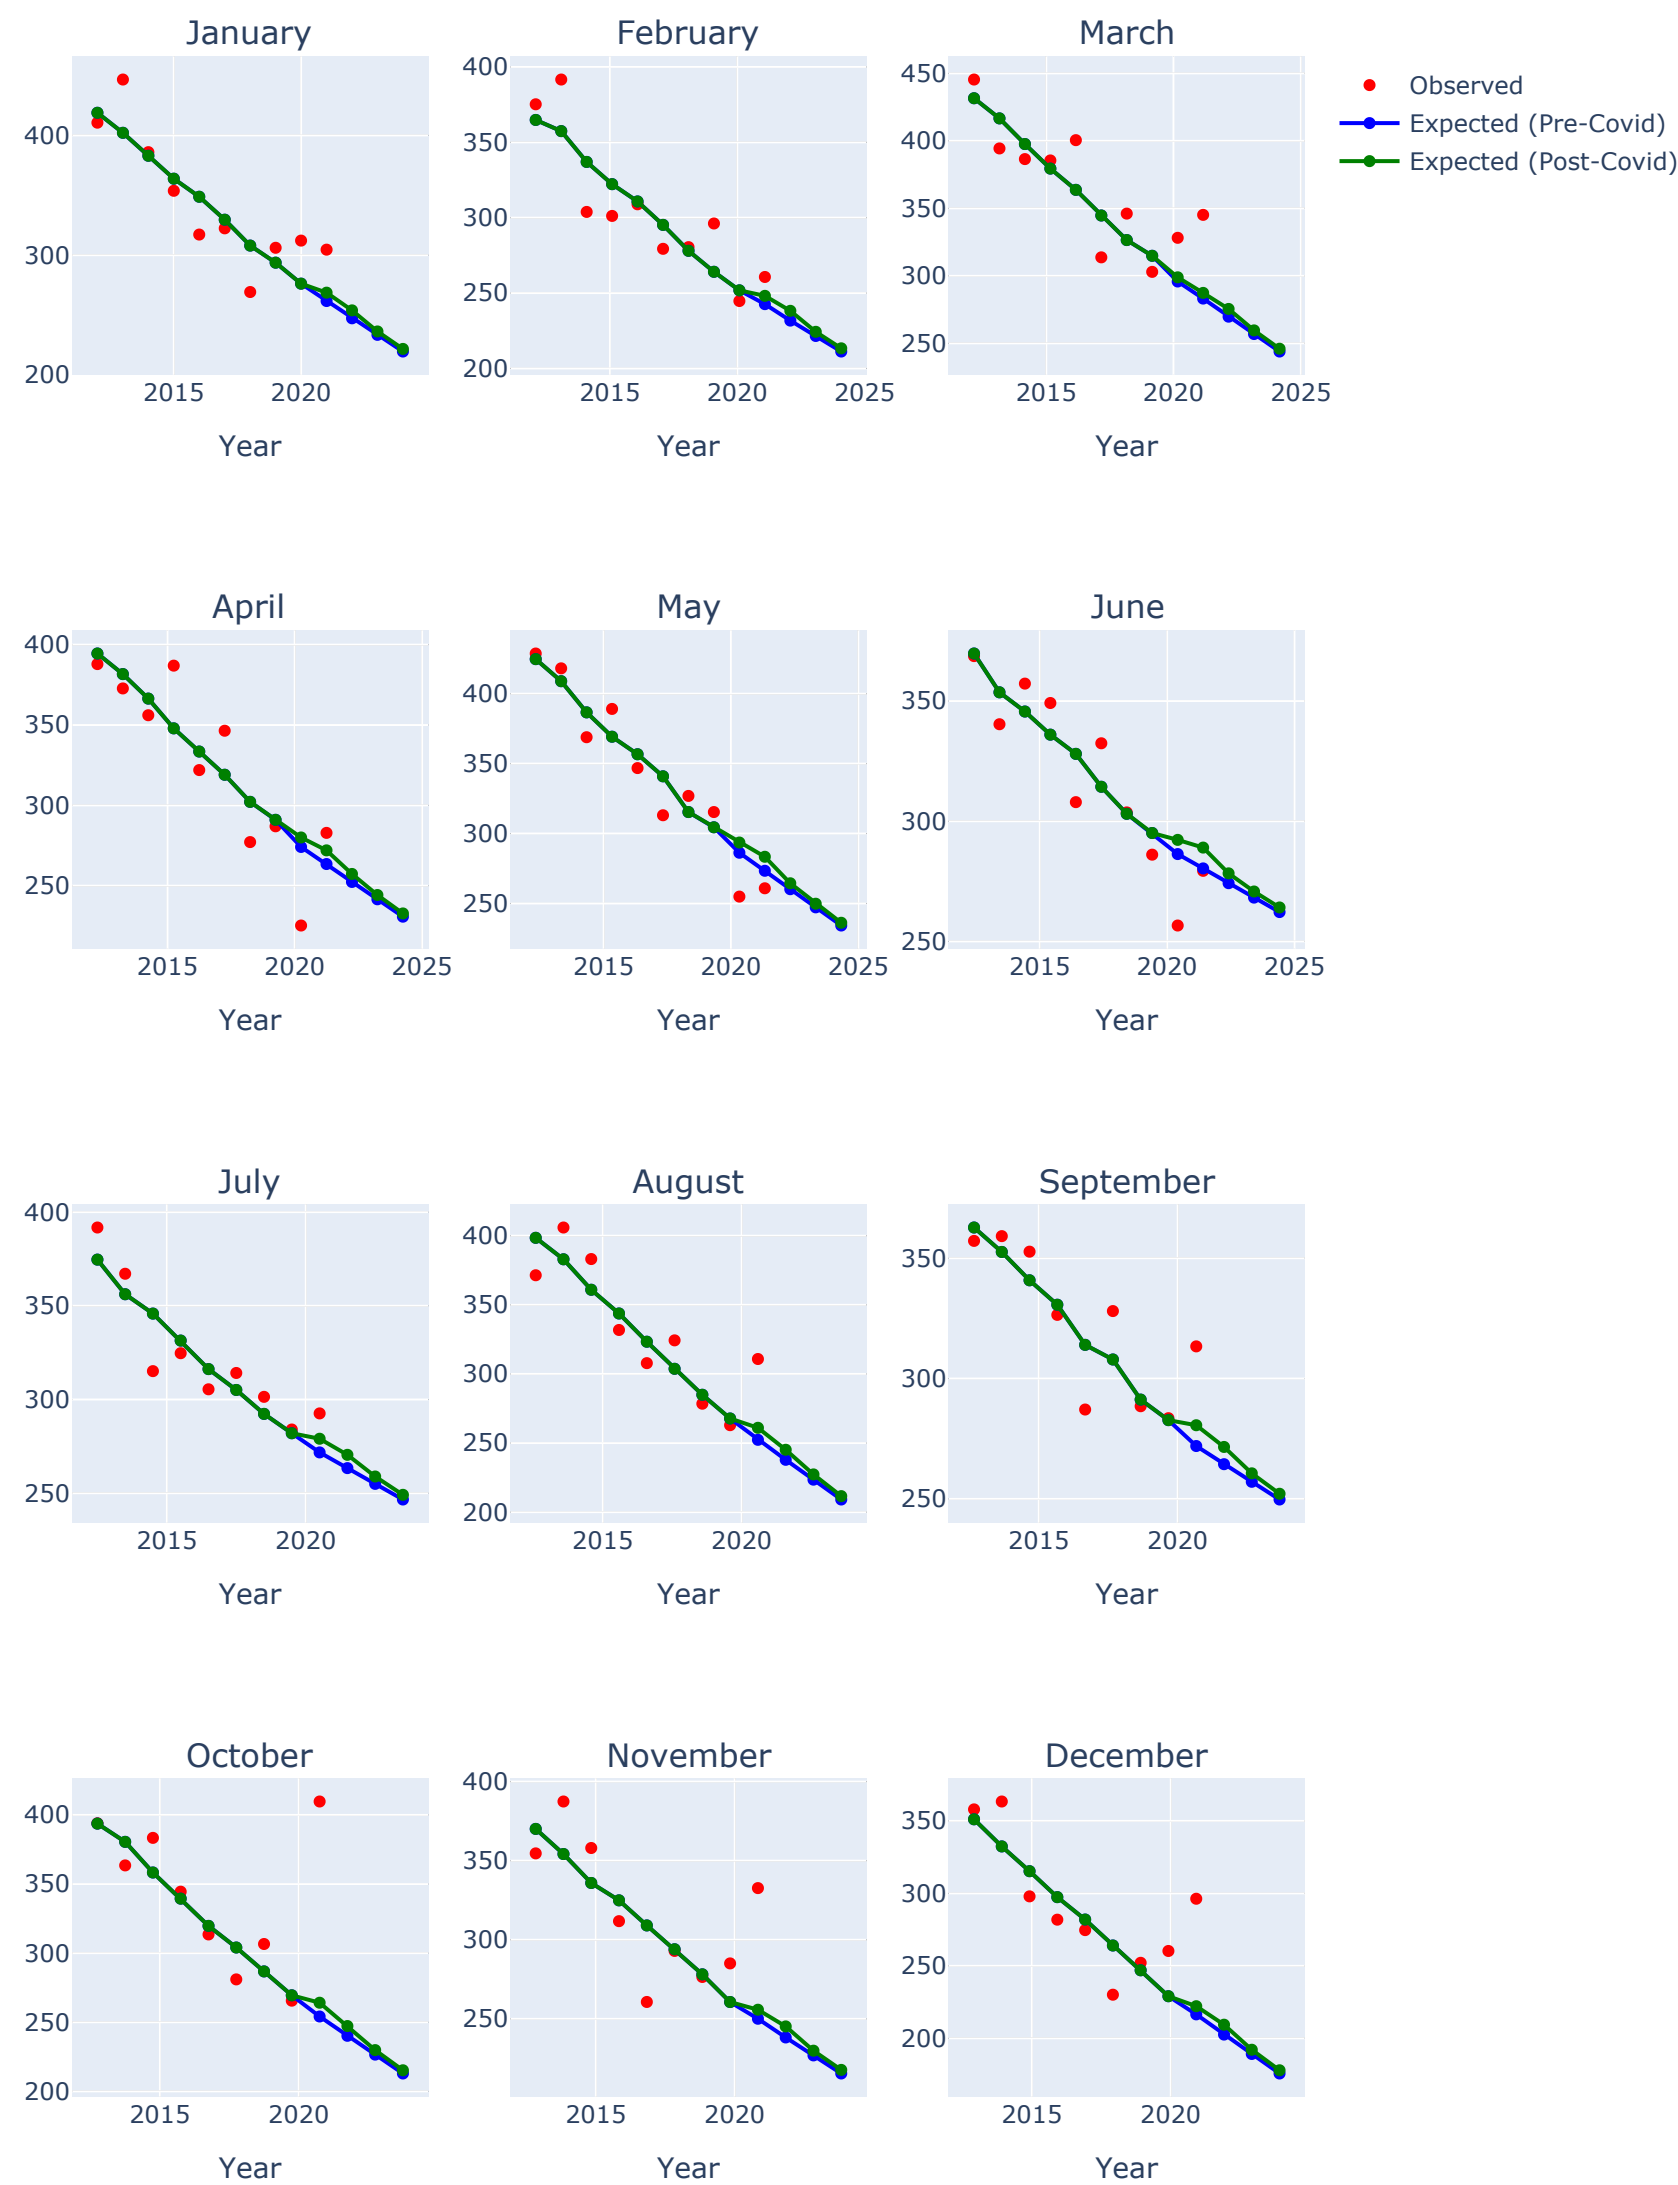 January
February
March
400
300
200
2015
2020
Year
400
350
300
250
200
2015
2020
2025
Year
450
400
350
300
250
2015
2020
2025
Year
Observed
Expected (Pre-Covid)
Expected (Post-Covid)
April
May
June
400
350
300
250
2015
2020
2025
Year
400
350
300
250
2015
2020
2025
Year
350
300
250
2015
2020
2025
Year
July
August
September
400
350
300
250
2015
2020
Year
400
350
300
250
200
2015
2020
Year
350
300
250
2015
2020
Year
October
November
December
400
350
300
250
200
2015
2020
Year
400
350
300
250
2015
2020
Year
350
300
250
200
2015
2020
Year